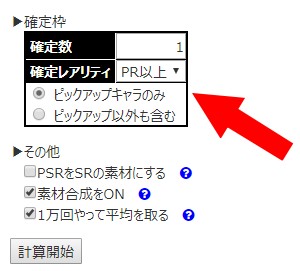 ▶確定枠
確定数 1
確定レアリティ PR以上▼
ピックアップキャラのみ
ピックアップ以外も含む
▶その他
PSRをSRの素材にする ?
素材合成をON ?
1万回やって平均を取る ?
計算開始